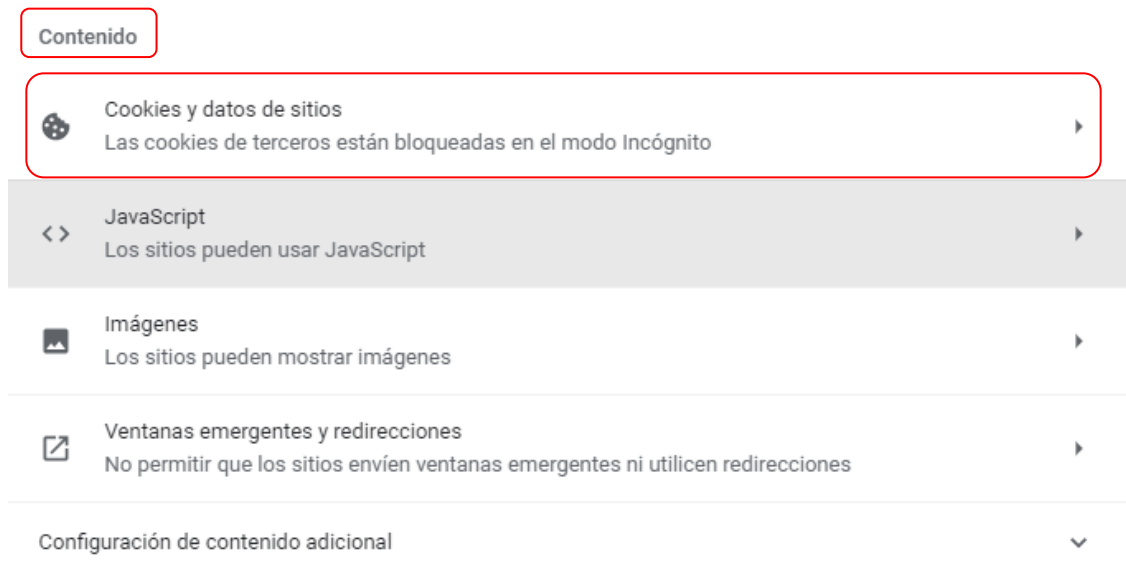 Contenido
Cookies y datos de sitios
Las cookies de terceros están bloqueadas en el modo Incógnito
JavaScript
Los sitios pueden usar JavaScript
Imágenes
Los sitios pueden mostrar imágenes
Ventanas emergentes y redirecciones
No permitir que los sitios envíen ventanas emergentes ni utilicen redirecciones
Configuración de contenido adicional